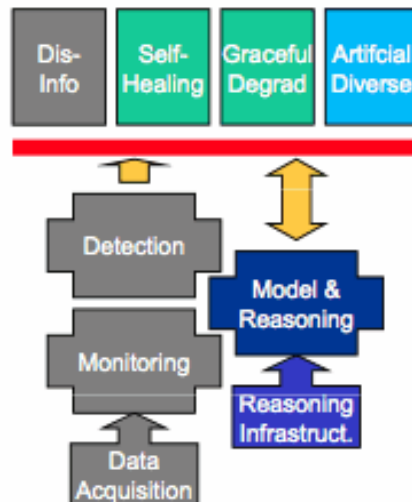 Dis-
Info
Self-
Healing
Graceful
Degrad
Artifcial
Diverse
Detection
Model &
Reasoning
Monitoring
Reasoning
Infrastruct.
Data
Acquisition